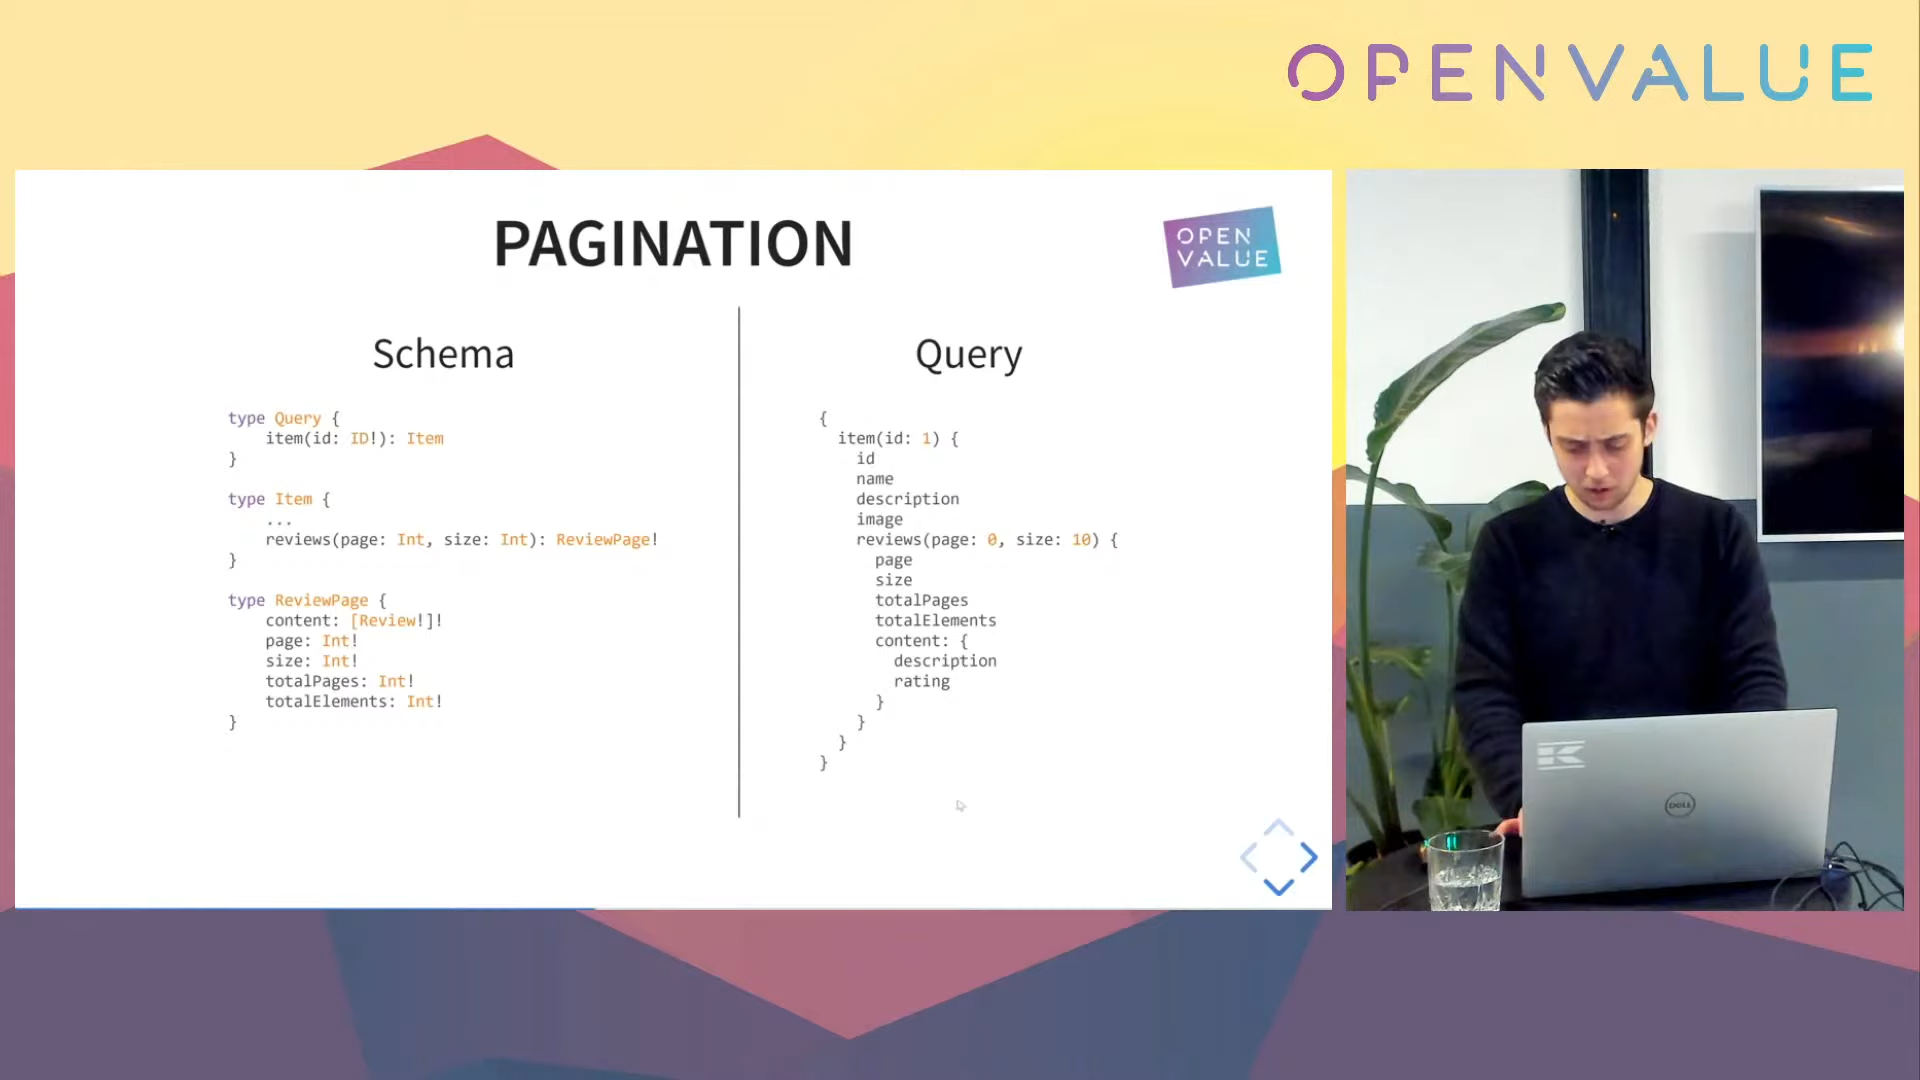 OPENVALUE
PAGINATION
OPEN
VALUE
Schema
type Query {
    item(id: ID!): Item
}
type Item {
    ...
    reviews(page: Int, size: Int): ReviewPage!
}
type ReviewPage {
    content: [Review!]!
    page: Int!
    size: Int!
    totalPages: Int!
    totalElements: Int!
}
Query
{
  item(id: 1) {
    id
    name
    description
    image
    reviews(page: 0, size: 10) {
      page
      size
      totalPages
      totalElements
      content: {
        description
        rating
      }
    }
  }
}
K
DELL